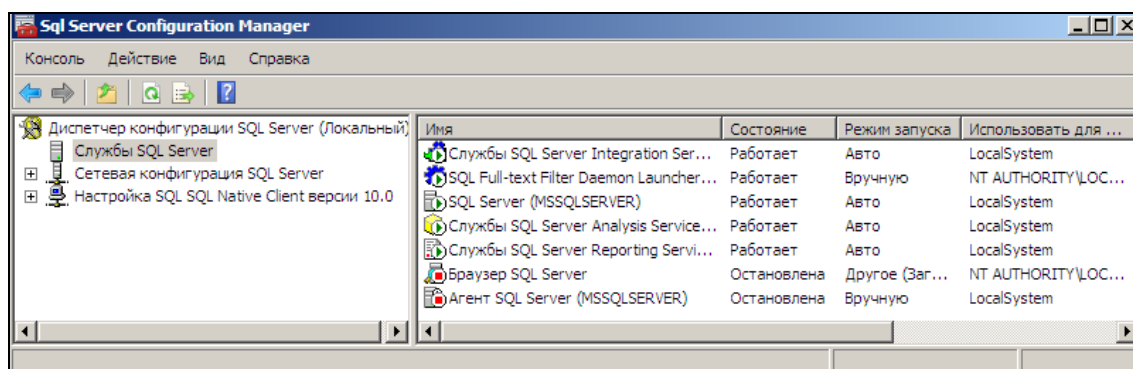 Sql Server Configuration Manager
Консоль Действие Вид Справка
Диспетчер конфигурации SQL Server (Локальный)
Службы SQL Server
Сетевая конфигурация SQL Server
Настройка SQL SQL Native Client версии 10.0
Имя Состояние Режим запуска Использовать для ...
Службы SQL Server Integration Ser... Работает Авто LocalSystem
SQL Full-text Filter Daemon Launcher... Работает Вручную NT AUTHORITY\LOC...
SQL Server (MSSQLSERVER) Работает Авто LocalSystem
Службы SQL Server Analysis Service... Работает Авто LocalSystem
Службы SQL Server Reporting Servi... Работает Авто LocalSystem
Браузер SQL Server Остановлена Другое (Заг... NT AUTHORITY\LOC...
Агент SQL Server (MSSQLSERVER) Остановлена Вручную LocalSystem